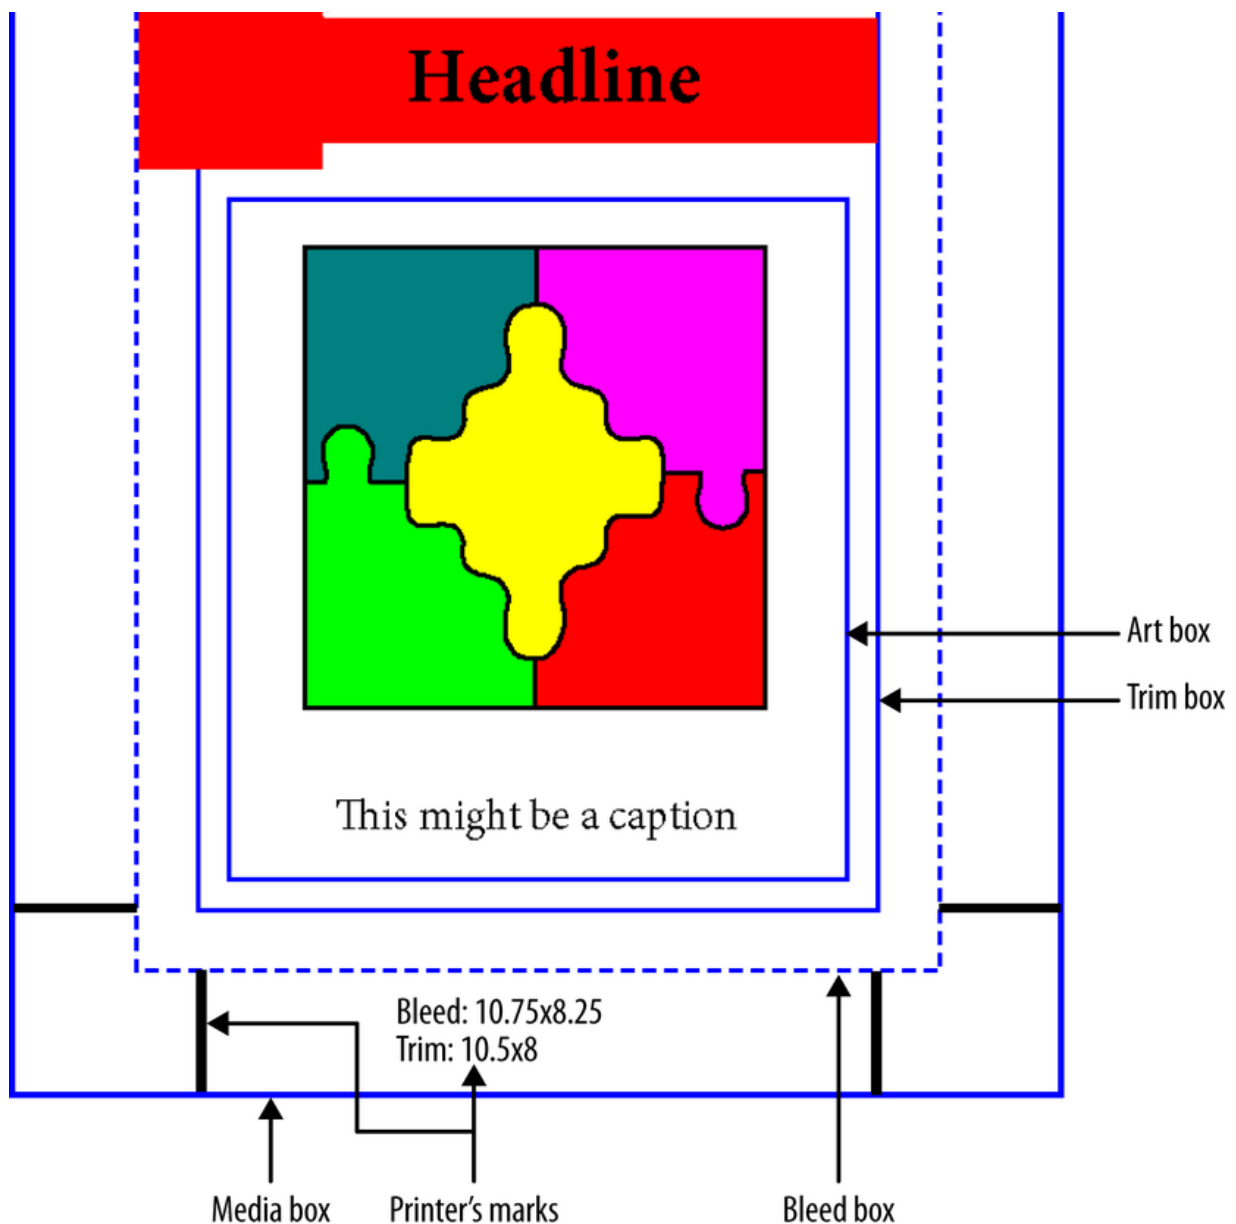 Headline
This might be a caption
Art box
Trim box
Bleed: 10.75x8.25
Trim: 10.5x8
Media box
Printer’s marks
Bleed box